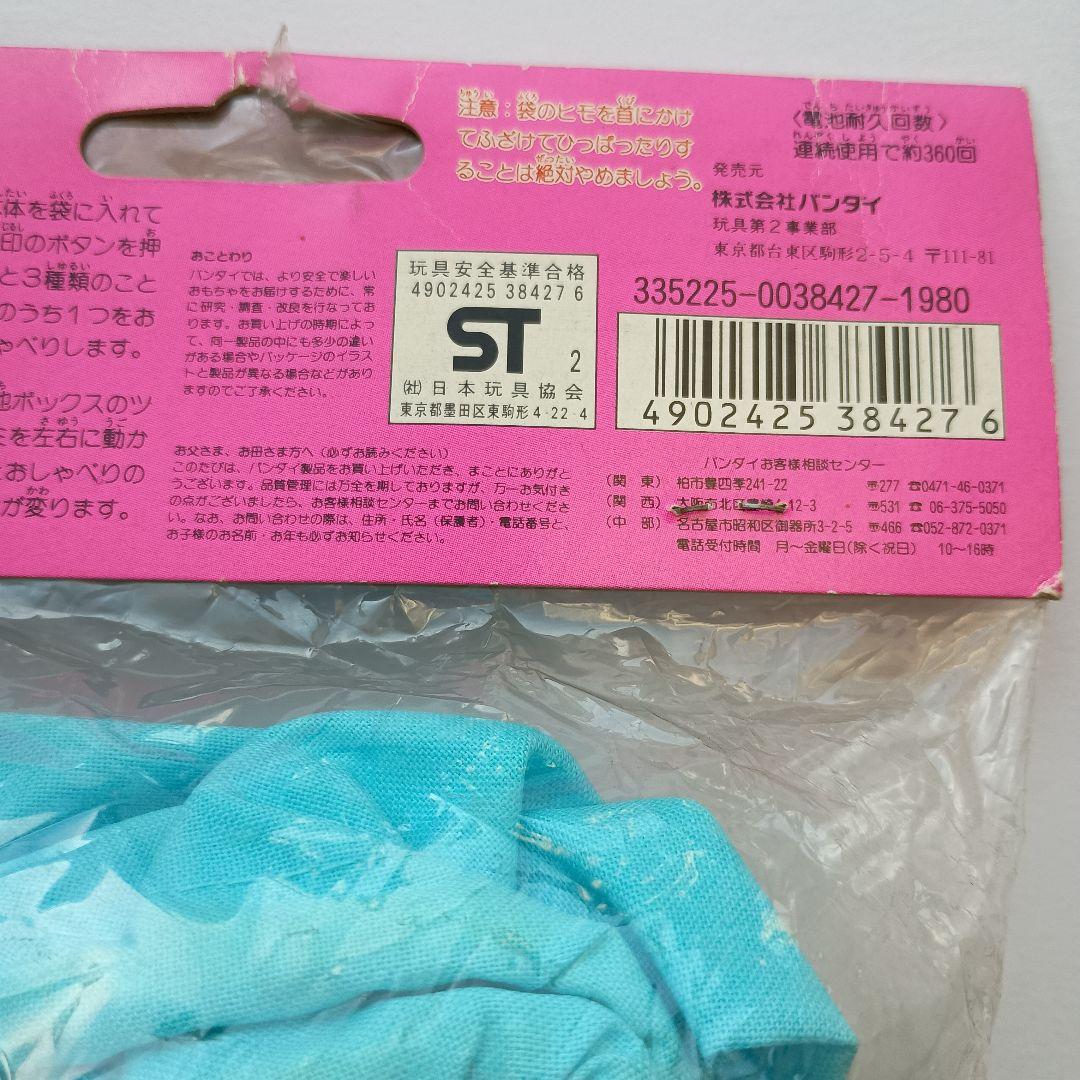 体を袋に入れて
印のボタンを押
と3種類のこと
のうち1つをお
ゃべりします。
池ボックスのツ
を左右に動か
とおしゃべりの
が変ります。
注意:袋のヒモを首にかけ
てふざけてひっぱったりす
ることは絶対やめましょう。
〈電池耐久回数〉
連続使用で約360回
発売元
株式会社バンダイ
玩具第2事業部
東京都台東区駒形2-5-4 〒111-81
おことわり
バンダイでは、より安全で楽しい
おもちゃをお届けするために、常
に研究・調査・改良を行なってお
ります。お買い上げの時期によっ
て、同一製品の中にも多少の違い
がある場合やパッケージのイラス
トと製品が異なる場合などがあり
ますのでご了承ください。
玩具安全基準合格
4902425 38427 6
ST 2
(社)日本玩具協会
東京都墨田区東駒形4-22-4
335225-0038427-1980
4902425 384276
お父さま、お母さま方へ(必ずお読みください)
このたびは、バンダイ製品をお買い上げいただき、まことにありがと
うございます。品質管理には万全を期しておりますが、万一お気付き
の点がございましたら、お客様相談センターまでお問い合わせくださ
い。なお、お問い合わせの際は、住所・氏名(保護者)・電話番号と、
お子様のお名前・お年も必ずお知らせください。
バンダイお客様相談センター
(関 東) 柏市豊四季241-22 〒277 ☎0471-46-0371
(関西) 大阪市北区豊崎 12-3 〒531 ☎ 06-375-5050
(中 部) 名古屋市昭和区御器所3-2-5 〒466 ☎052-872-0371
電話受付時間 月〜金曜日(除く祝日) 10〜16時